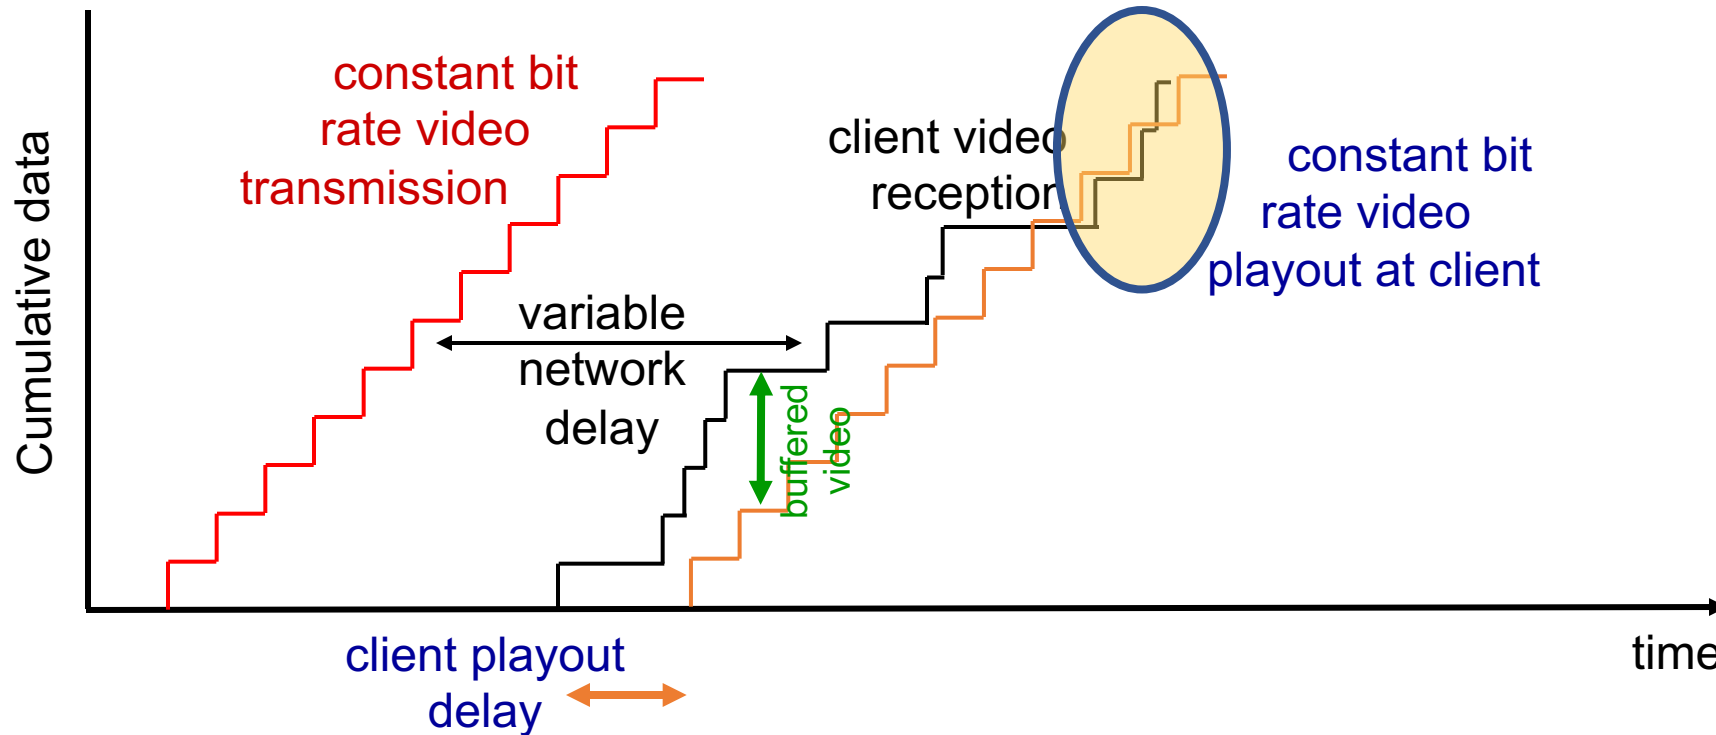 constant bit
rate video
transmission
client video
reception
constant bit
rate video
playout at client
Cumulative data
variable
network
delay
buffered
video
time
client playout
delay